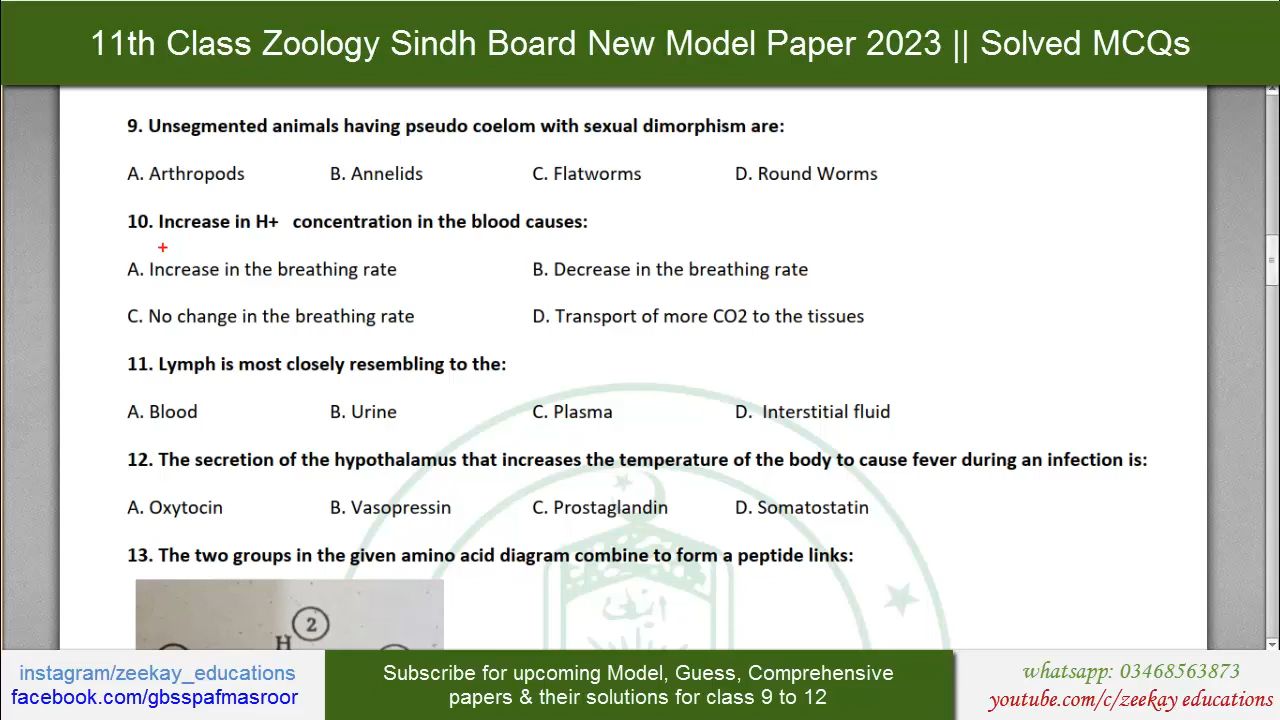 11th Class Zoology Sindh Board New Model Paper 2023 || Solved MCQs
9. Unsegmented animals having pseudo coelom with sexual dimorphism are:
A. Arthropods B. Annelids C. Flatworms D. Round Worms
10. Increase in H+ concentration in the blood causes:
A. Increase in the breathing rate B. Decrease in the breathing rate
C. No change in the breathing rate D. Transport of more CO2 to the tissues
11. Lymph is most closely resembling to the:
A. Blood B. Urine C. Plasma D. Interstitial fluid
12. The secretion of the hypothalamus that increases the temperature of the body to cause fever during an infection is:
A. Oxytocin B. Vasopressin C. Prostaglandin D. Somatostatin
13. The two groups in the given amino acid diagram combine to form a peptide links:
2
H
instagram/zeekay_educations
facebook.com/gbsspafmasroor
Subscribe for upcoming Model, Guess, Comprehensive
papers & their solutions for class 9 to 12
whatsapp: 03468563873
youtube.com/c/zeekay educations